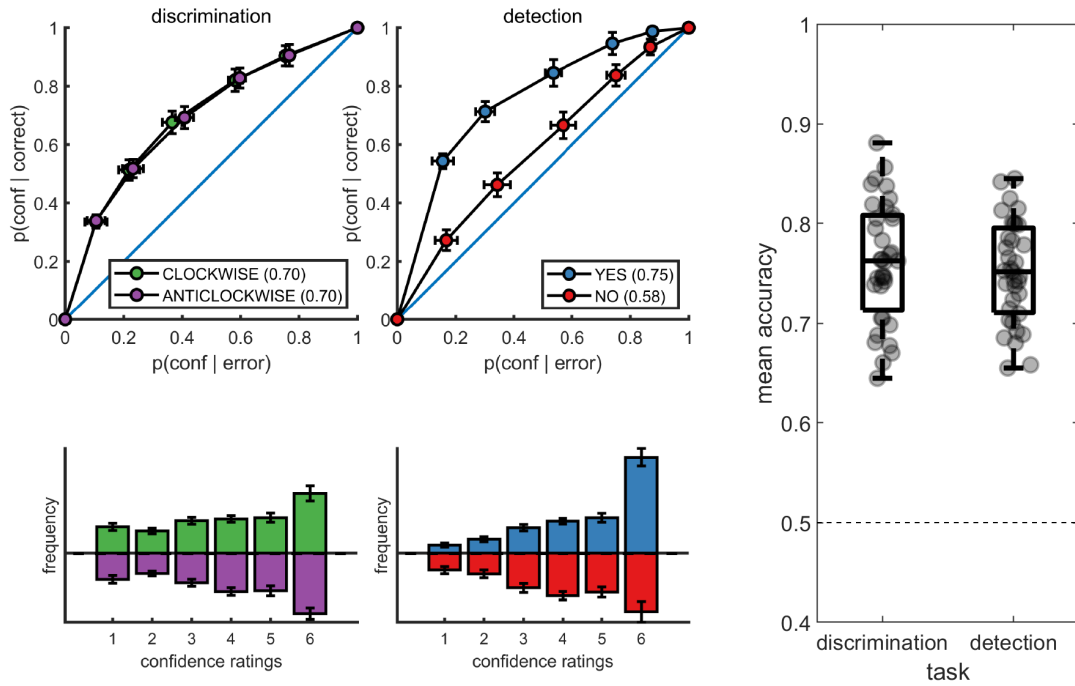 discrimination
1
0.8
0.6
0.4
0.2
0
p(conf | correct)
CLOCKWISE (0.70)
ANTICLOCKWISE (0.70)
0 0.2 0.4 0.6 0.8 1
p(conf | error)
detection
1
0.8
0.6
0.4
0.2
0
p(conf | correct)
YES (0.75)
NO (0.58)
0 0.2 0.4 0.6 0.8 1
p(conf | error)
frequency
1 2 3 4 5 6
confidence ratings
frequency
1 2 3 4 5 6
confidence ratings
1
0.9
0.8
0.7
0.6
0.5
0.4
mean accuracy
discrimination detection
task